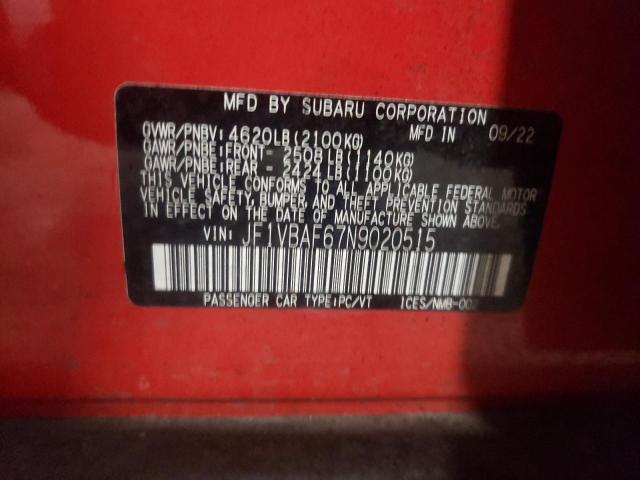 MFD BY SUBARU CORPORATION
MFD IN 09/22
GVWR/PNBV: 4620LB(2100KG)
GAWR/PNBE:FRONT- 2508LB(1140KG)
GAWR/PNBE:REAR - 2424LB(1100KG)
THIS VEHICLE CONFORMS TO ALL APPLICABLE FEDERAL MOTOR
VEHICLE SAFETY, BUMPER, AND THEFT PREVENTION STANDARDS
IN EFFECT ON THE DATE OF MANUFACTURE SHOWN ABOVE.
VIN: JF1VBAF67N9020515
PASSENGER CAR TYPE:PC/VT ICES/NMB-002